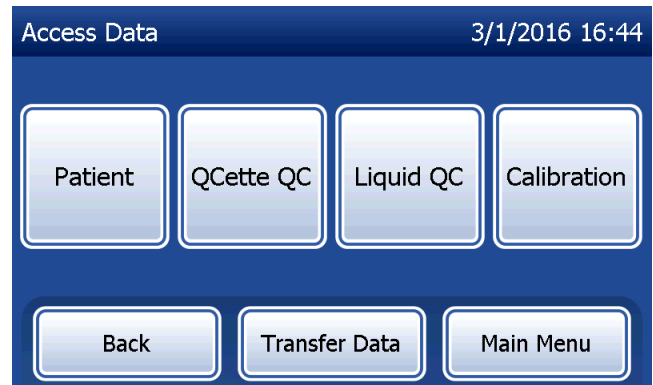 Access Data 3/1/2016 16:44
Patient QCette QC Liquid QC Calibration
Back Transfer Data Main Menu